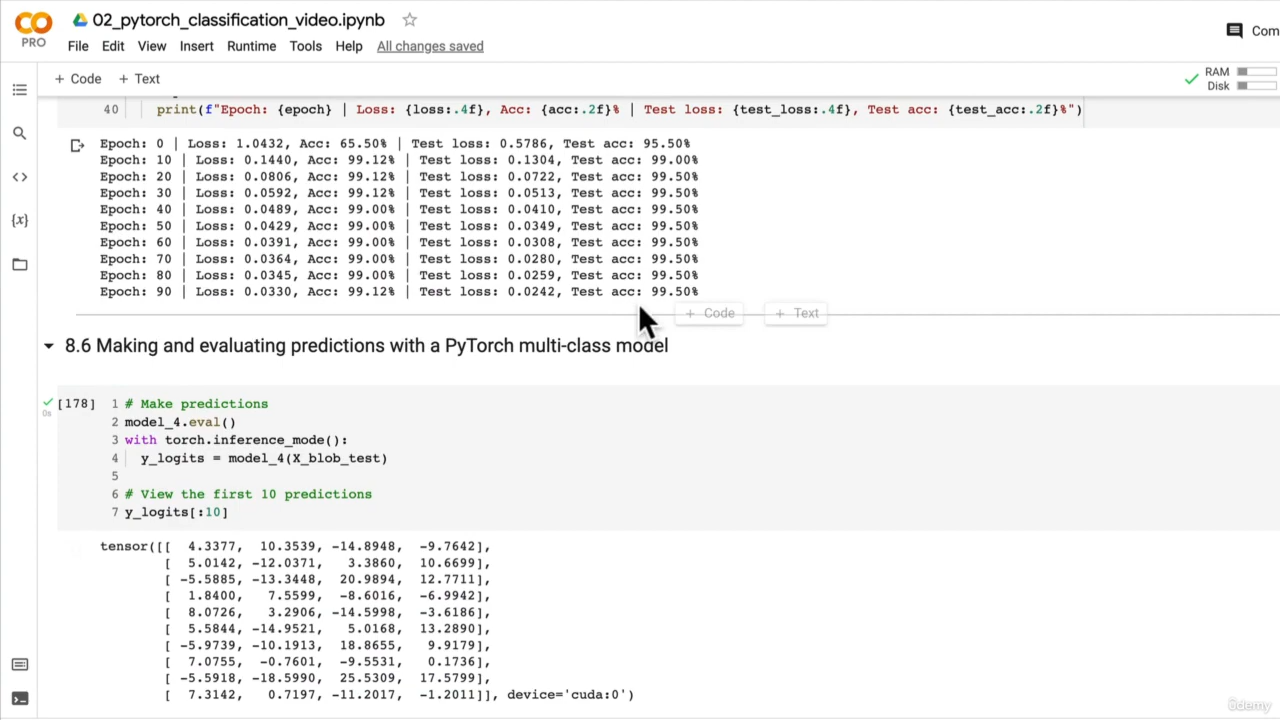 02_pytorch_classification_video.ipynb
PRO
File Edit View Insert Runtime Tools Help All changes saved
Com
+ Code + Text
RAM
Disk
40 print(f"Epoch: {epoch} | Loss: {loss:.4f}, Acc: {acc:.2f}% | Test loss: {test_loss:.4f}, Test acc: {test_acc:.2f}%")
Epoch: 0 | Loss: 1.0432, Acc: 65.50% | Test loss: 0.5786, Test acc: 95.50%
Epoch: 10 | Loss: 0.1440, Acc: 99.12% | Test loss: 0.1304, Test acc: 99.00%
Epoch: 20 | Loss: 0.0806, Acc: 99.12% | Test loss: 0.0722, Test acc: 99.50%
Epoch: 30 | Loss: 0.0592, Acc: 99.12% | Test loss: 0.0513, Test acc: 99.50%
Epoch: 40 | Loss: 0.0489, Acc: 99.00% | Test loss: 0.0410, Test acc: 99.50%
Epoch: 50 | Loss: 0.0429, Acc: 99.00% | Test loss: 0.0349, Test acc: 99.50%
Epoch: 60 | Loss: 0.0391, Acc: 99.00% | Test loss: 0.0308, Test acc: 99.50%
Epoch: 70 | Loss: 0.0364, Acc: 99.00% | Test loss: 0.0280, Test acc: 99.50%
Epoch: 80 | Loss: 0.0345, Acc: 99.00% | Test loss: 0.0259, Test acc: 99.50%
Epoch: 90 | Loss: 0.0330, Acc: 99.12% | Test loss: 0.0242, Test acc: 99.50%
+ Code + Text
8.6 Making and evaluating predictions with a PyTorch multi-class model
[178] 1 # Make predictions
0s
2 model_4.eval()
3 with torch.inference_mode():
4 y_logits = model_4(X_blob_test)
5
6 # View the first 10 predictions
7 y_logits[:10]
tensor([[ 4.3377, 10.3539, -14.8948, -9.7642],
[ 5.0142, -12.0371, 3.3860, 10.6699],
[ -5.5885, -13.3448, 20.9894, 12.7711],
[ 1.8400, 7.5599, -8.6016, -6.9942],
[ 8.0726, 3.2906, -14.5998, -3.6186],
[ 5.5844, -14.9521, 5.0168, 13.2890],
[ -5.9739, -10.1913, 18.8655, 9.9179],
[ 7.0755, -0.7601, -9.5531, 0.1736],
[ -5.5918, -18.5990, 25.5309, 17.5799],
[ 7.3142, 0.7197, -11.2017, -1.2011]], device='cuda:0')
ûdemy